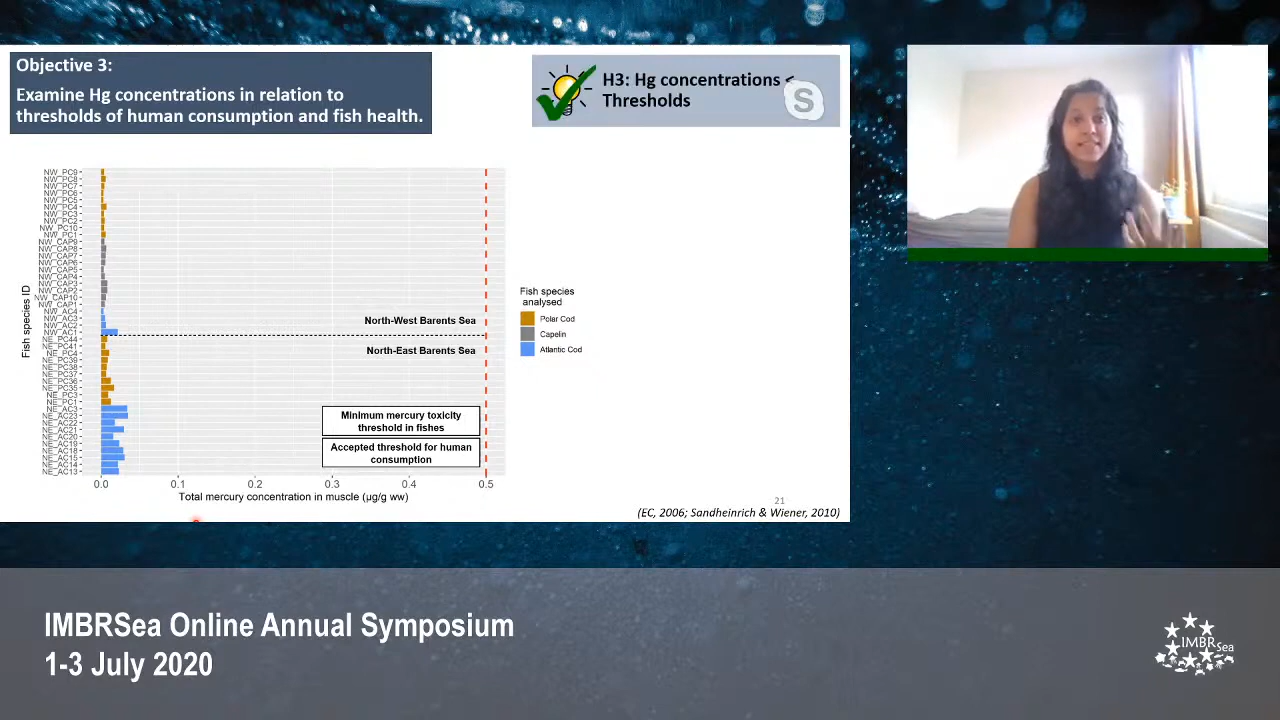 Objective 3:
Examine Hg concentrations in relation to
thresholds of human consumption and fish health.
H3: Hg concentrations <
Thresholds
S
Fish species ID
NW_PC9
NW_PC8
NW_PC7
NW_PC6
NW_PC5
NW_PC4
NW_PC3
NW_PC2
NW_PC10
NW_PC1
NW_CAP9
NW_CAP8
NW_CAP7
NW_CAP6
NW_CAP5
NW_CAP4
NW_CAP3
NW_CAP2
NW_CAP10
NW_CAP1
NW_AC4
NW_AC3
NW_AC2
NW_AC1
NE_PC44
NE_PC41
NE_PC4
NE_PC39
NE_PC38
NE_PC37
NE_PC36
NE_PC35
NE_PC3
NE_PC1
NE_AC3
NE_AC23
NE_AC22
NE_AC21
NE_AC20
NE_AC19
NE_AC18
NE_AC15
NE_AC14
NE_AC13
North-West Barents Sea
North-East Barents Sea
Minimum mercury toxicity
threshold in fishes
Accepted threshold for human
consumption
0.0 0.1 0.2 0.3 0.4 0.5
Total mercury concentration in muscle (µg/g ww)
Fish species
analysed
Polar Cod
Capelin
Atlantic Cod
21
(EC, 2006; Sandheinrich & Wiener, 2010)
IMBRSea Online Annual Symposium
1-3 July 2020
IMBRSea